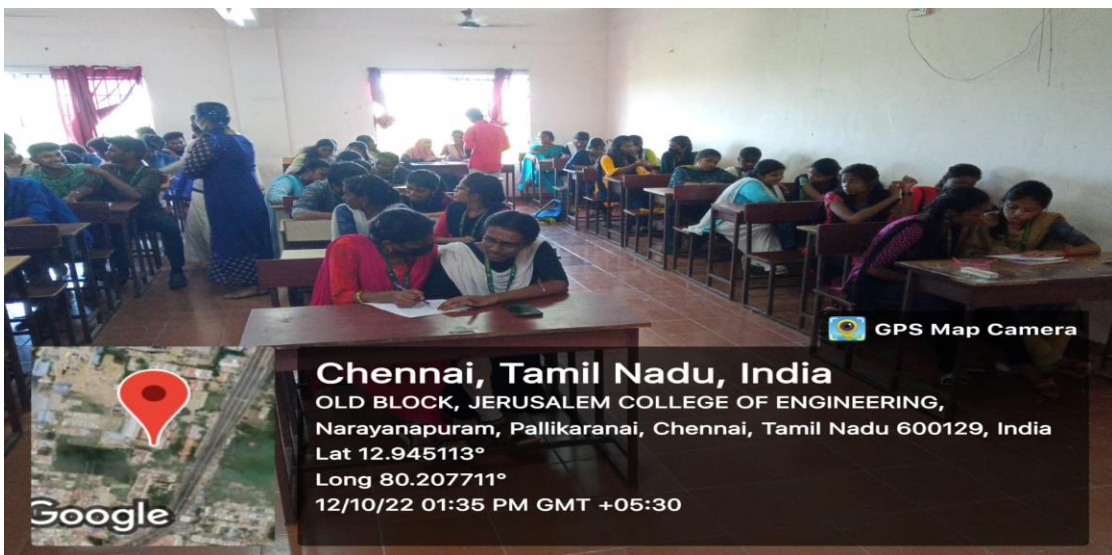 GPS Map Camera
Chennai, Tamil Nadu, India
OLD BLOCK, JERUSALEM COLLEGE OF ENGINEERING,
Narayanapuram, Pallikaranai, Chennai, Tamil Nadu 600129, India
Lat 12.945113°
Long 80.207711°
12/10/22 01:35 PM GMT +05:30
Google